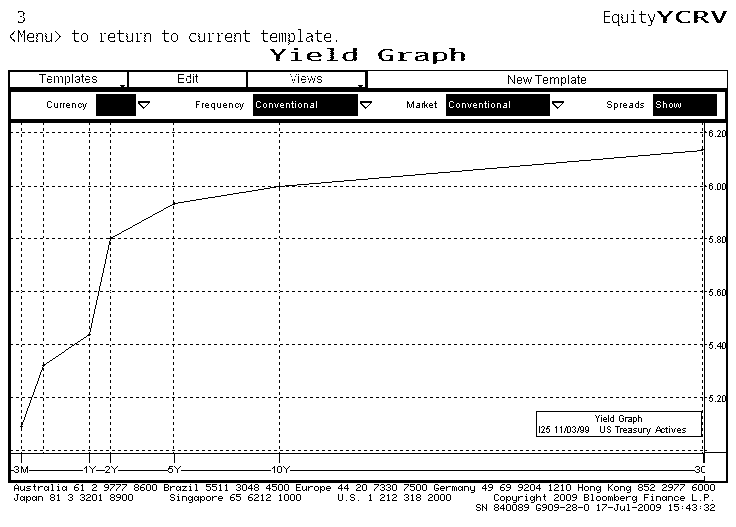 3 EquityYCRV
<Menu> to return to current template.
Yield Graph
Templates Edit Views New Template
Currency Frequency Conventional Market Conventional Spreads Show
6.20
6.00
5.80
5.60
5.40
5.20
Yield Graph
I25 11/03/99 US Treasury Actives
3M 1Y 2Y 5Y 10Y 30
Australia 61 2 9777 8600 Brazil 5511 3048 4500 Europe 44 20 7330 7500 Germany 49 69 9204 1210 Hong Kong 852 2977 6000
Japan 81 3 3201 8900 Singapore 65 6212 1000 U.S. 1 212 318 2000 Copyright 2009 Bloomberg Finance L.P.
SN 840089 G909-28-0 17-Jul-2009 15:43:32